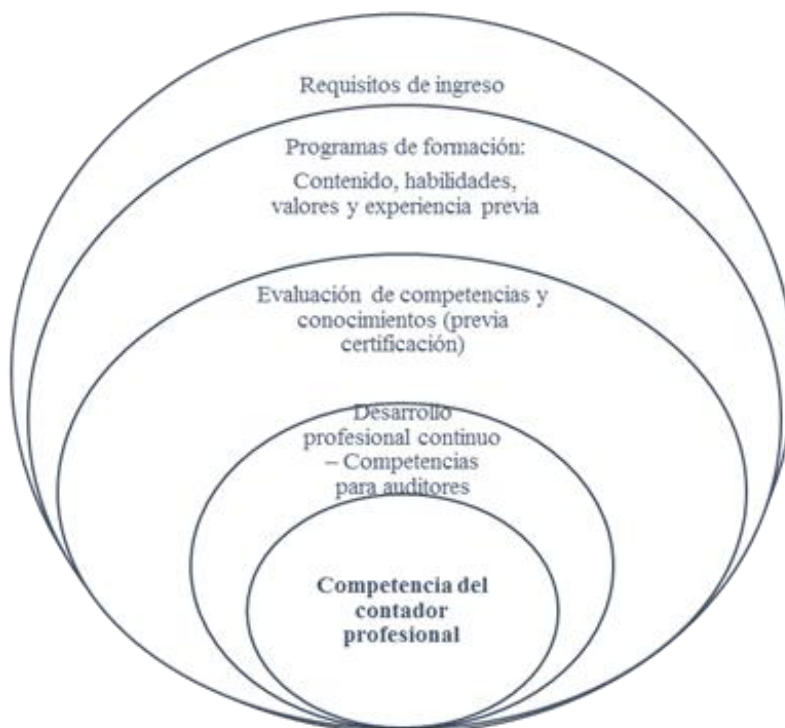 Requisitos de ingreso
Programas de formación:
Contenido, habilidades,
valores y experiencia previa
Evaluación de competencias y
conocimientos (previa
certificación)
Desarrollo
profesional continuo
– Competencias
para auditores
Competencia del
contador
profesional